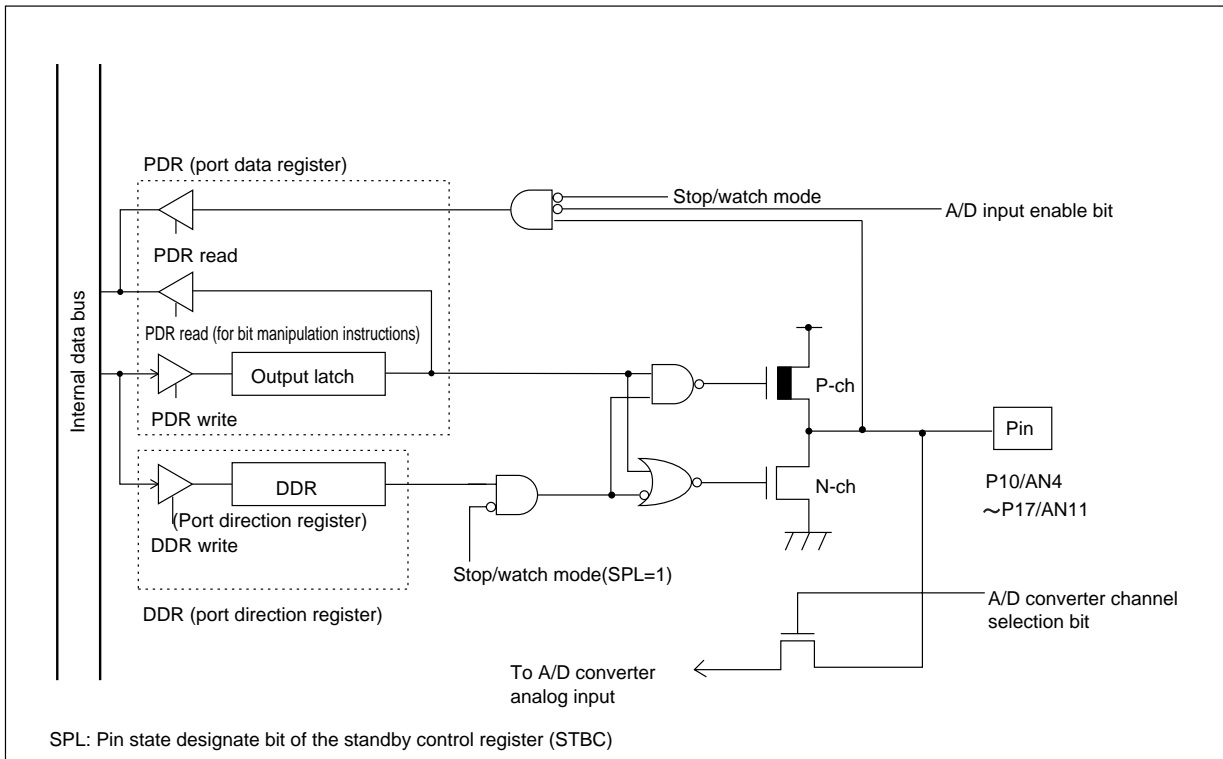 PDR (port data register)
Stop/watch mode
A/D input enable bit
PDR read
Internal data bus
PDR read (for bit manipulation instructions)
Output latch
P-ch
PDR write
Pin
DDR
N-ch
P10/AN4
～P17/AN11
(Port direction register)
DDR write
Stop/watch mode(SPL=1)
DDR (port direction register)
A/D converter channel
selection bit
To A/D converter
analog input
SPL: Pin state designate bit of the standby control register (STBC)